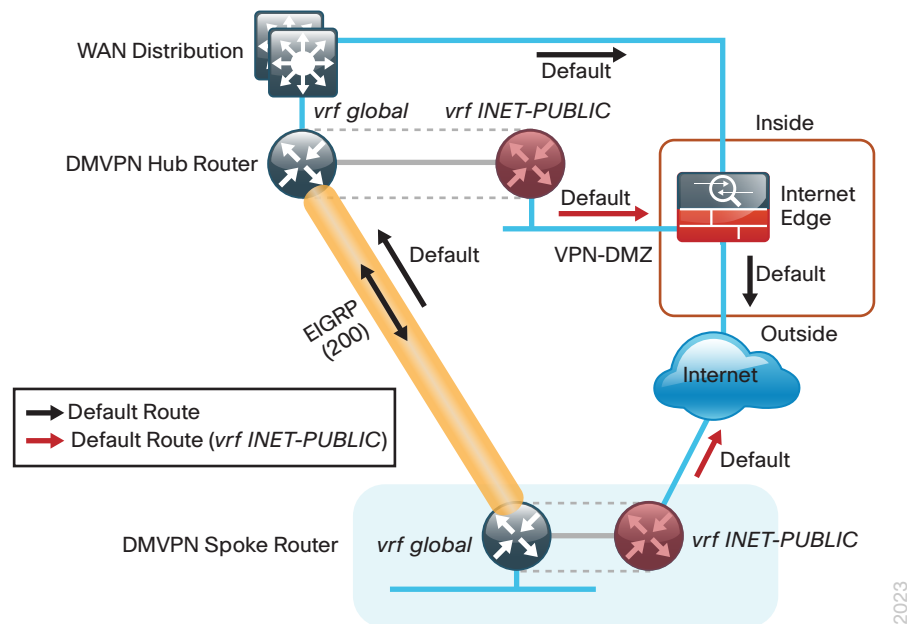 WAN Distribution
Default
vrf global
vrf INET-PUBLIC
Inside
DMVPN Hub Router
Default
Internet
Edge
VPN-DMZ
Default
Default
EIGRP
(200)
Outside
Internet
Default Route
Default Route (vrf INET-PUBLIC)
Default
DMVPN Spoke Router
vrf global
vrf INET-PUBLIC
2023